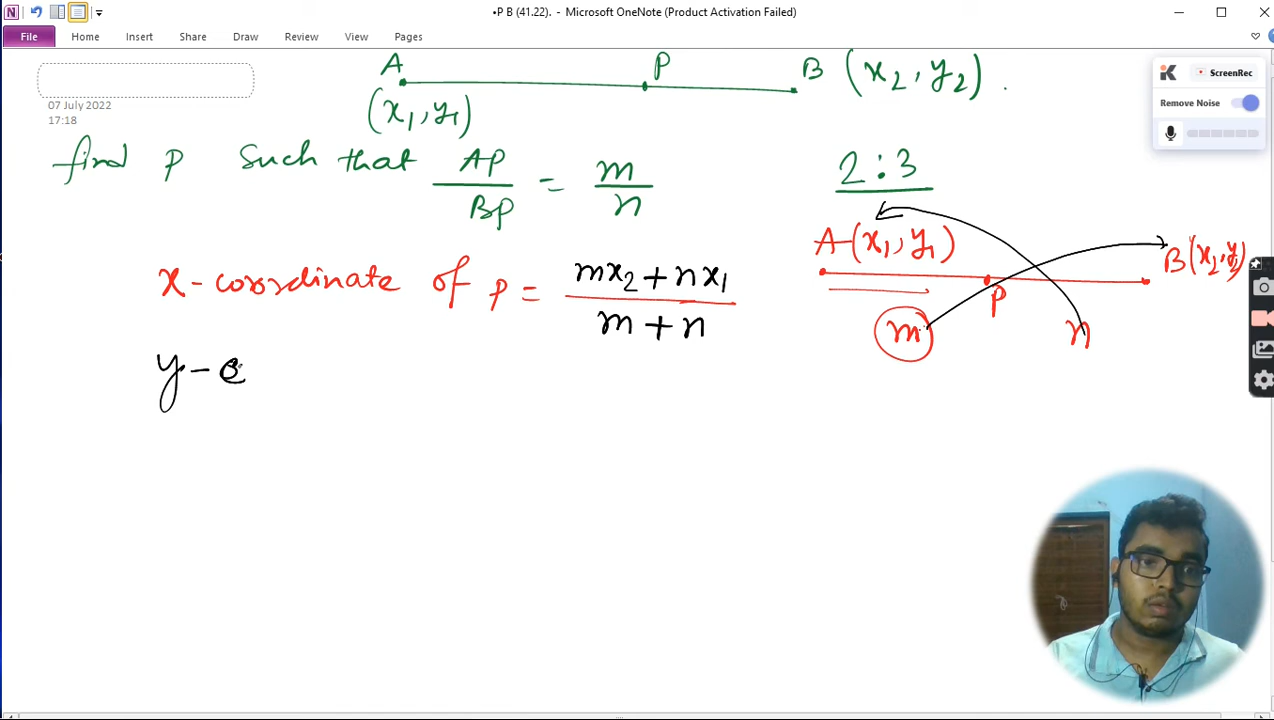 •P B (41.22). - Microsoft OneNote (Product Activation Failed)
File Home Insert Share Draw Review View Pages
ScreenRec
Remove Noise
07 July 2022
17:18
A P B (x₂, y₂).
(x₁, y₁)
find P such that AP/BP = m/n
2:3
A (x₁, y₁) B (x₂, y₂)
P
m n
x-coordinate of P = mx₂+nx₁/m+n
y-c